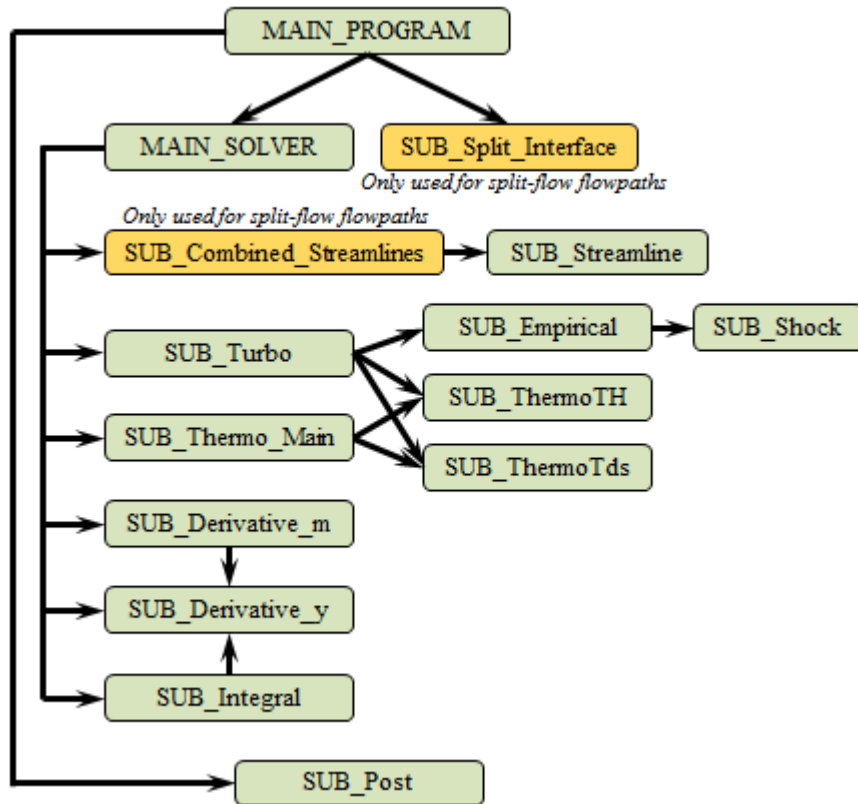 MAIN_PROGRAM
MAIN_SOLVER
SUB_Split_Interface
Only used for split-flow flowpaths
Only used for split-flow flowpaths
SUB_Combined_Streamlines
SUB_Streamline
SUB_Empirical
SUB_Shock
SUB_Turbo
SUB_ThermoTH
SUB_Thermo_Main
SUB_ThermoTds
SUB_Derivative_m
SUB_Derivative_y
SUB_Integral
SUB_Post